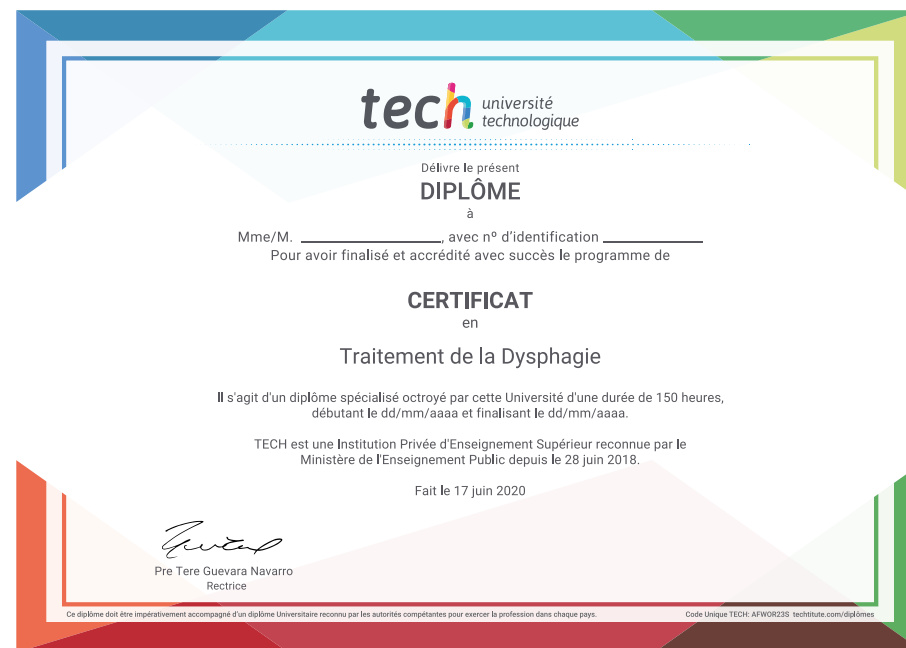 tech université
technologique
Délivre le présent
DIPLÔME
à
Mme/M. ____________________, avec nº d'identification ______________
Pour avoir finalisé et accrédité avec succès le programme de
CERTIFICAT
en
Traitement de la Dysphagie
Il s'agit d'un diplôme spécialisé octroyé par cette Université d'une durée de 150 heures,
débutant le dd/mm/aaaa et finalisant le dd/mm/aaaa.
TECH est une Institution Privée d'Enseignement Supérieur reconnue par le
Ministère de l'Enseignement Public depuis le 28 juin 2018.
Fait le 17 juin 2020
Pre Tere Guevara Navarro
Rectrice
Ce diplôme doit être impérativement accompagné d'un diplôme Universitaire reconnu par les autorités compétantes pour exercer la profession dans chaque pays. Code Unique TECH: AFWOR23S techtitute.com/diplômes